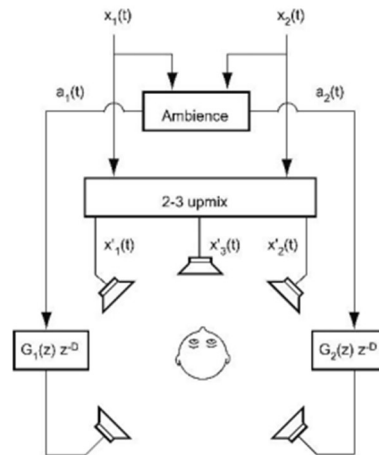 x₁(t) x₂(t)
a₁(t) a₂(t)
Ambience
2-3 upmix
x'₁(t) x'₃(t) x'₂(t)
G₁(z) z⁻ᴰ G₂(z) z⁻ᴰ